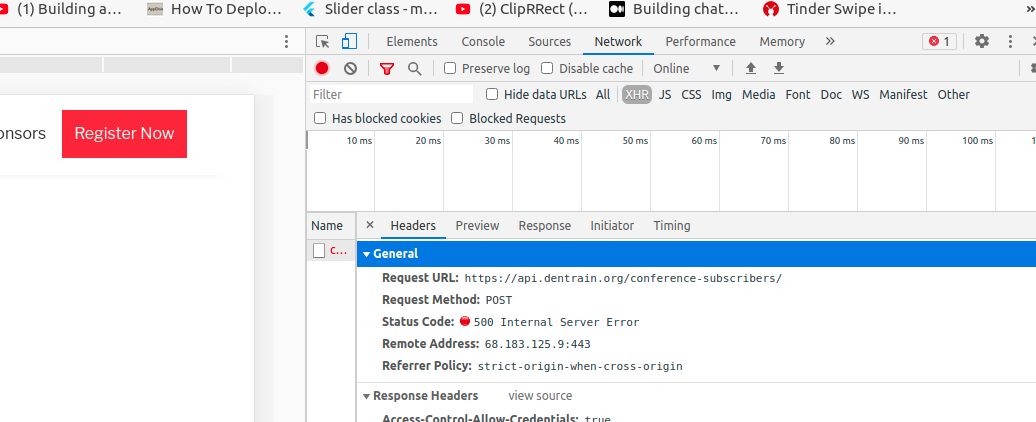 (1) Building a... How To Deplo... Slider class - m... (2) ClipRRect (... Building chat... Tinder Swipe i... »
Elements Console Sources Network Performance Memory » 1
Preserve log Disable cache Online
Filter Hide data URLs All XHR JS CSS Img Media Font Doc WS Manifest Other
Has blocked cookies Blocked Requests
onsors Register Now
10 ms 20 ms 30 ms 40 ms 50 ms 60 ms 70 ms 80 ms 90 ms 100 ms 1
Name × Headers Preview Response Initiator Timing
c...
General
Request URL: https://api.dentrain.org/conference-subscribers/
Request Method: POST
Status Code: 500 Internal Server Error
Remote Address: 68.183.125.9:443
Referrer Policy: strict-origin-when-cross-origin
Response Headers view source
Access-Control-Allow-Credentials: true